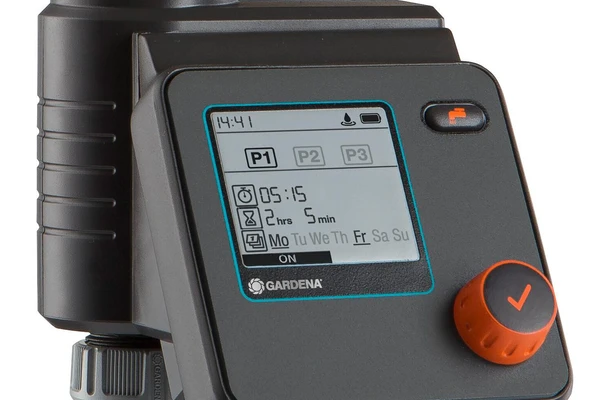 14:41
P1 P2 P3
05:15
2 hrs 5 min
Mo Tu We Th Fr Sa Su
ON
GARDENA